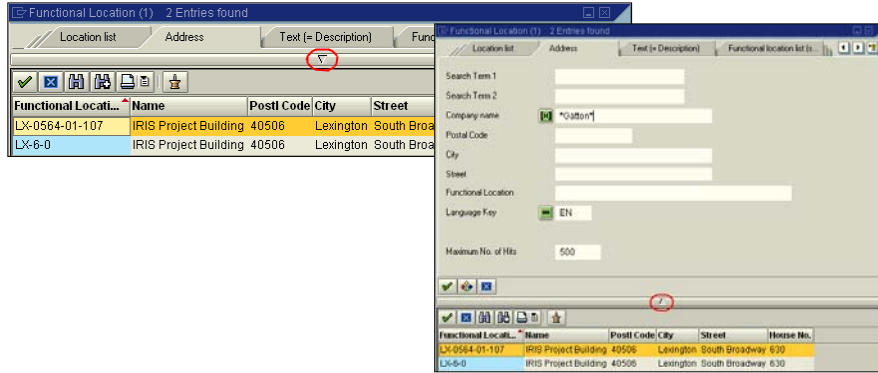 Functional Location (1) 2 Entries found
Location list Address Text (= Description) Func
Functional Locati... Name Postl Code City Street
LX-0564-01-107 IRIS Project Building 40506 Lexington South Broa
LX-6-0 IRIS Project Building 40506 Lexington South Broa
Functional Location (1) 2 Entries found
Location list Address Text (= Description) Functional location list (s...
Search Term 1
Search Term 2
Company name *Gatton*
Postal Code
City
Street
Functional Location
Language Key EN
Maximum No. of Hits 500
Functional Locati... Name Postl Code City Street House No.
LX-0564-01-107 IRIS Project Building 40506 Lexington South Broadway 630
LX-6-0 IRIS Project Building 40506 Lexington South Broadway 630